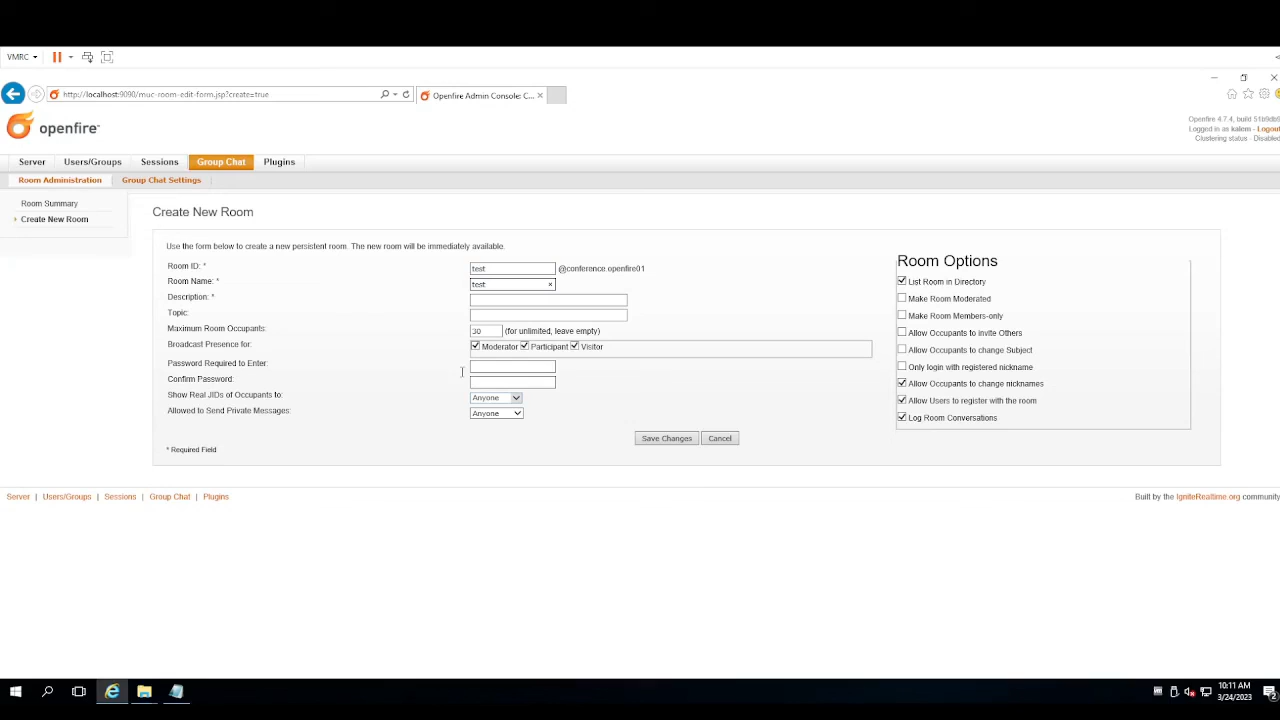 VMRC
http://localhost:9090/muc-room-edit-form.jsp?create=true
Openfire Admin Console: C...
openfire™
Openfire 4.7.4, build 51b9db9
Logged in as kalem - Logout
Clustering status - Disabled
Server Users/Groups Sessions Group Chat Plugins
Room Administration Group Chat Settings
Room Summary
Create New Room
Create New Room
Use the form below to create a new persistent room. The new room will be immediately available.
Room ID: * test @conference.openfire01
Room Name: * test
Description: *
Topic:
Maximum Room Occupants: 30 (for unlimited, leave empty)
Broadcast Presence for: Moderator Participant Visitor
Password Required to Enter:
Confirm Password:
Show Real JIDs of Occupants to: Anyone
Allowed to Send Private Messages: Anyone
Save Changes Cancel
* Required Field
Room Options
List Room in Directory
Make Room Moderated
Make Room Members-only
Allow Occupants to invite Others
Allow Occupants to change Subject
Only login with registered nickname
Allow Occupants to change nicknames
Allow Users to register with the room
Log Room Conversations
Server | Users/Groups | Sessions | Group Chat | Plugins
Built by the IgniteRealtime.org community
10:11 AM
3/24/2023
2